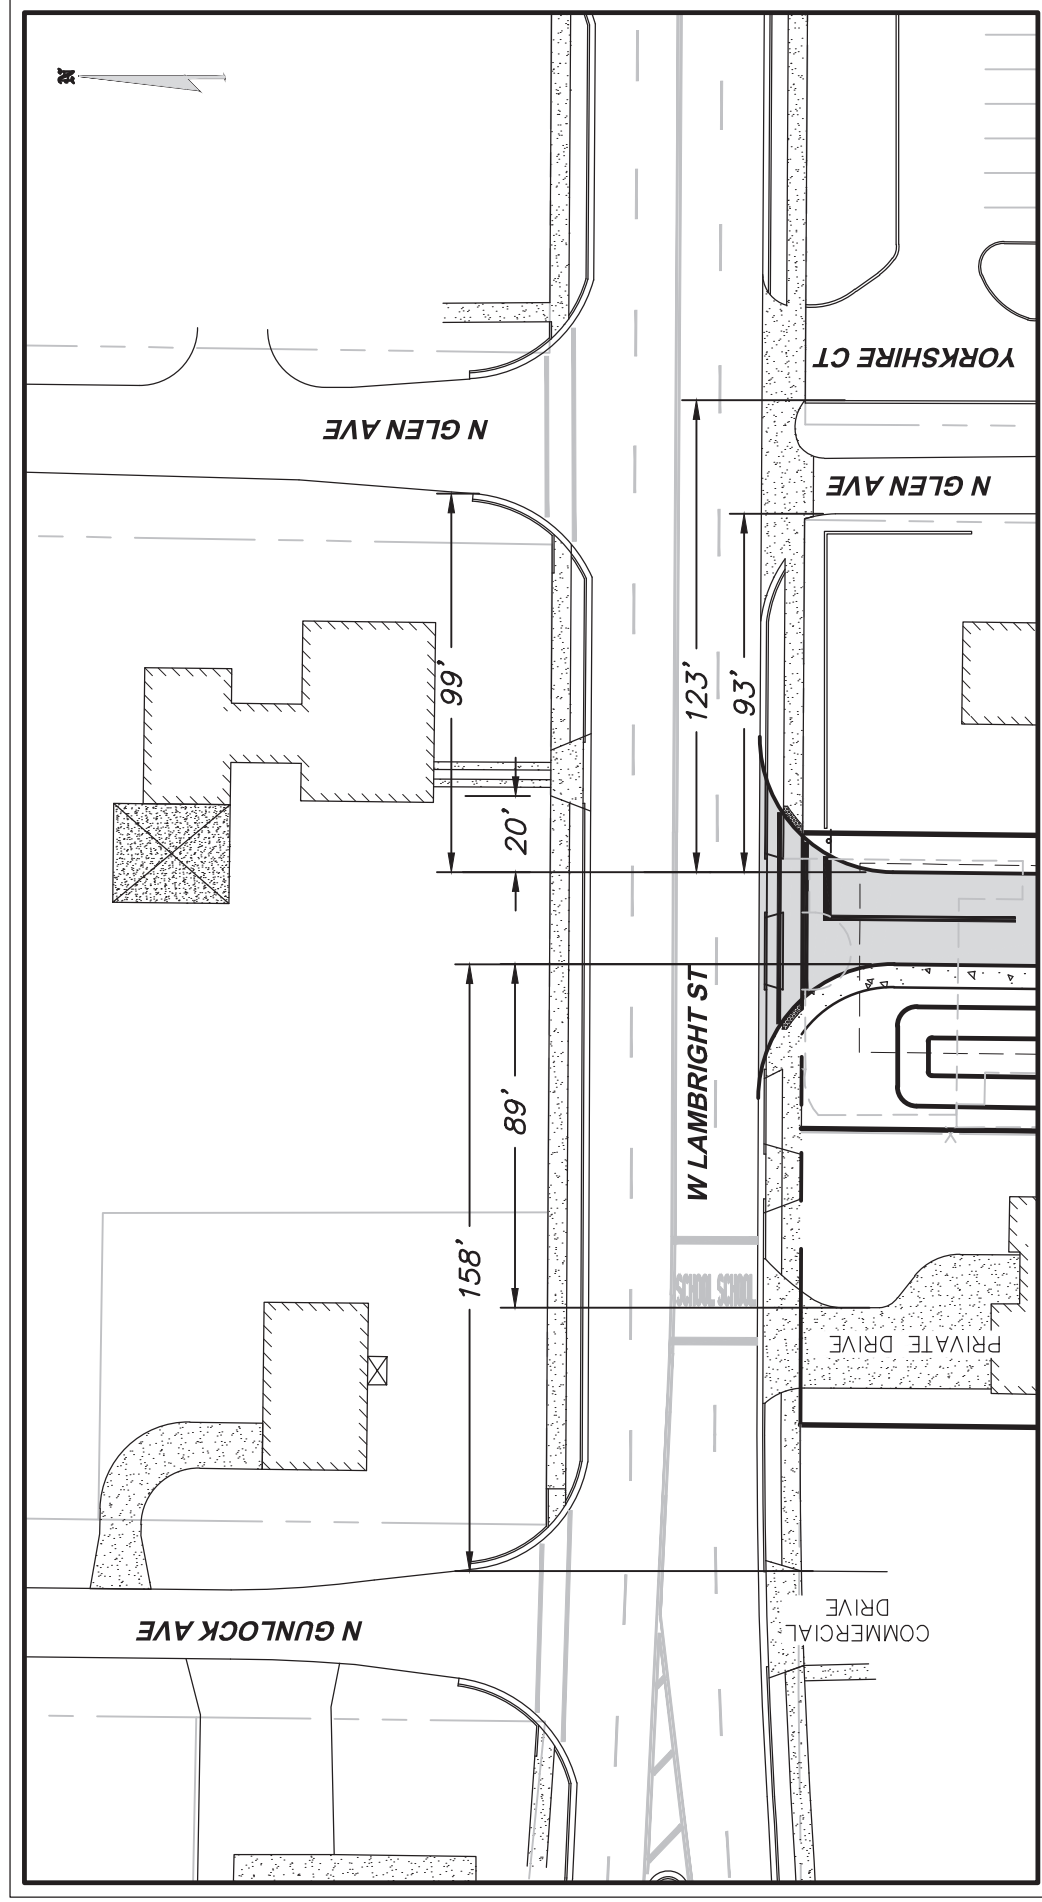 N
N GLEN AVE
YORKSHIRE CT
N GLEN AVE
99'
123'
93'
20'
W LAMBRIGHT ST
89'
158'
SCHOOL SCHOOL
PRIVATE DRIVE
N GUNLOCK AVE
COMMERCIAL
DRIVE